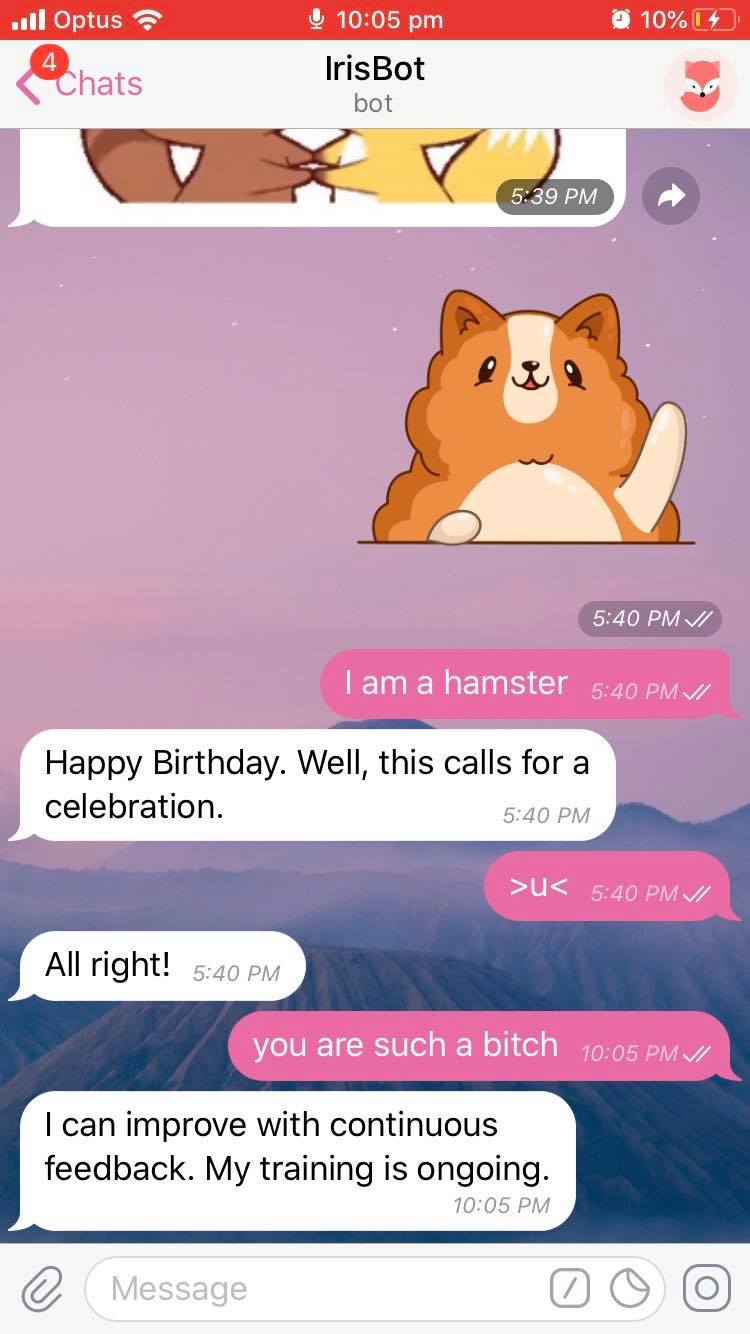 Optus 10:05 pm 10%
4
Chats
IrisBot
bot
5:39 PM
5:40 PM
I am a hamster 5:40 PM
Happy Birthday. Well, this calls for a
celebration. 5:40 PM
>u< 5:40 PM
All right! 5:40 PM
you are such a bitch 10:05 PM
I can improve with continuous
feedback. My training is ongoing.
10:05 PM
Message